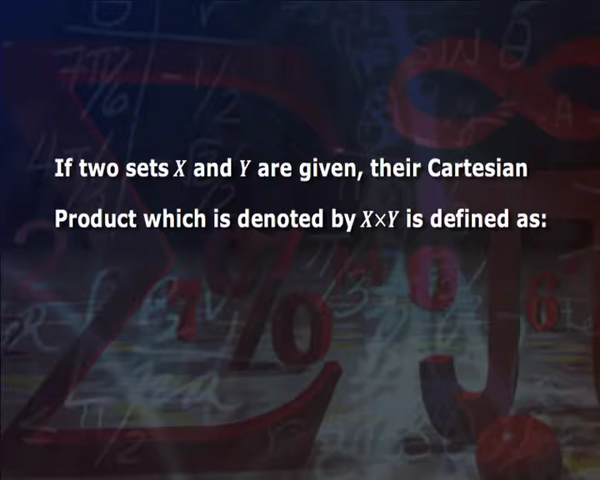 If two sets X and Y are given, their Cartesian
Product which is denoted by X×Y is defined as: